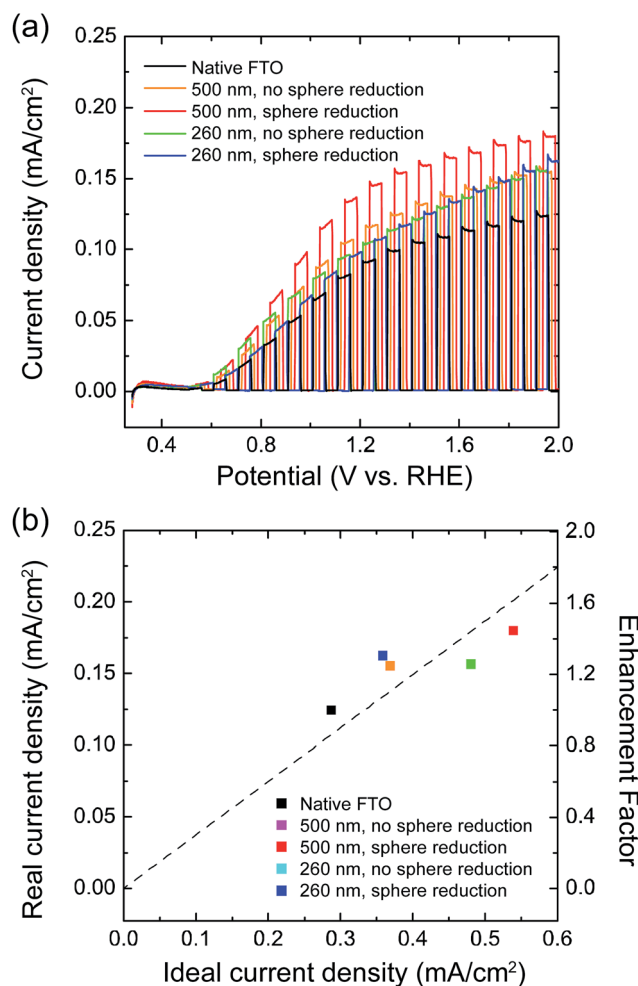 (a)
0.25
0.20
0.15
0.10
0.05
0.00
Current density (mA/cm²)
Native FTO
500 nm, no sphere reduction
500 nm, sphere reduction
260 nm, no sphere reduction
260 nm, sphere reduction
0.4 0.8 1.2 1.6 2.0
Potential (V vs. RHE)
(b)
0.25
0.20
0.15
0.10
0.05
0.00
Real current density (mA/cm²)
2.0
1.6
1.2
0.8
0.4
0.0
Enhancement Factor
Native FTO
500 nm, no sphere reduction
500 nm, sphere reduction
260 nm, no sphere reduction
260 nm, sphere reduction
0.0 0.1 0.2 0.3 0.4 0.5 0.6
Ideal current density (mA/cm²)